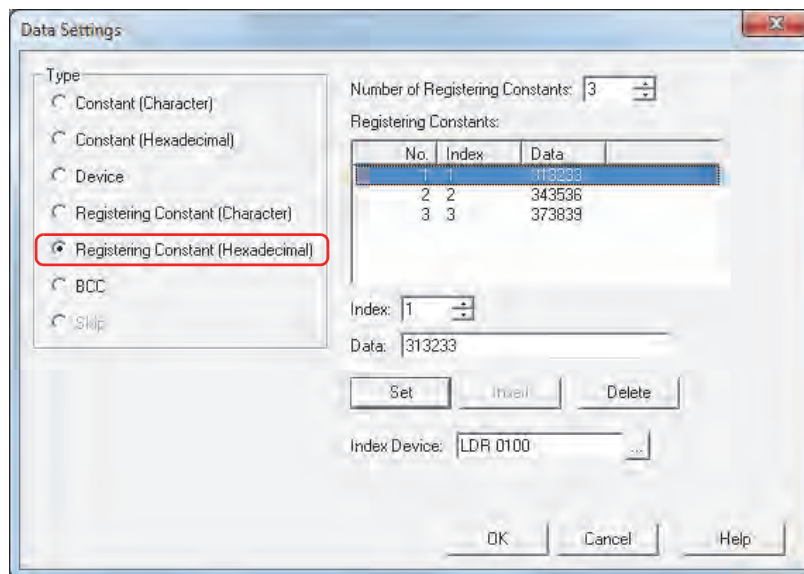 Data Settings
Type
Constant (Character)
Constant (Hexadecimal)
Device
Registering Constant (Character)
Registering Constant (Hexadecimal)
BCC
Skip
Number of Registering Constants: 3
Registering Constants:
No. Index Data
1 1 313233
2 2 343536
3 3 373839
Index: 1
Data: 313233
Set Insert Delete
Index Device: LDR 0100 ...
OK Cancel Help